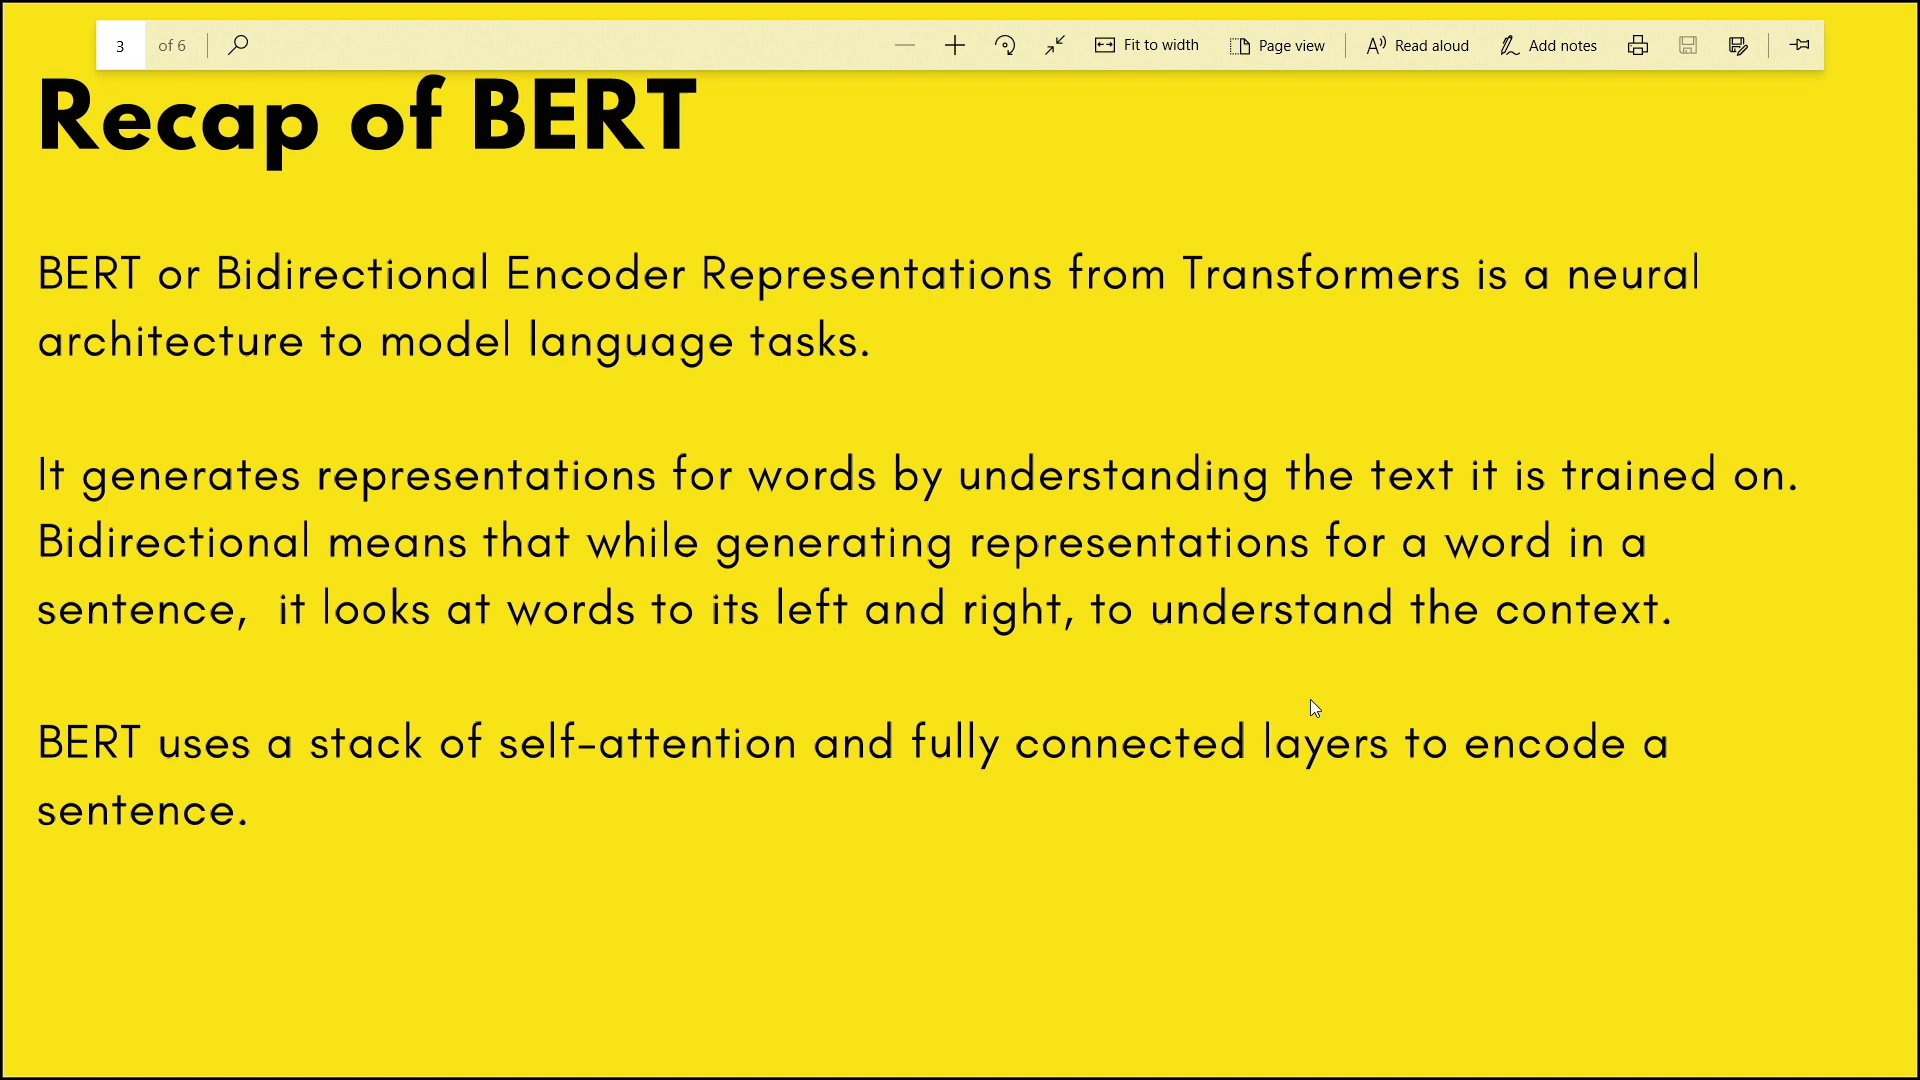 3 of 6 Fit to width Page view Read aloud Add notes
Recap of BERT
BERT or Bidirectional Encoder Representations from Transformers is a neural
architecture to model language tasks.
It generates representations for words by understanding the text it is trained on.
Bidirectional means that while generating representations for a word in a
sentence,  it looks at words to its left and right, to understand the context.
BERT uses a stack of self-attention and fully connected layers to encode a
sentence.